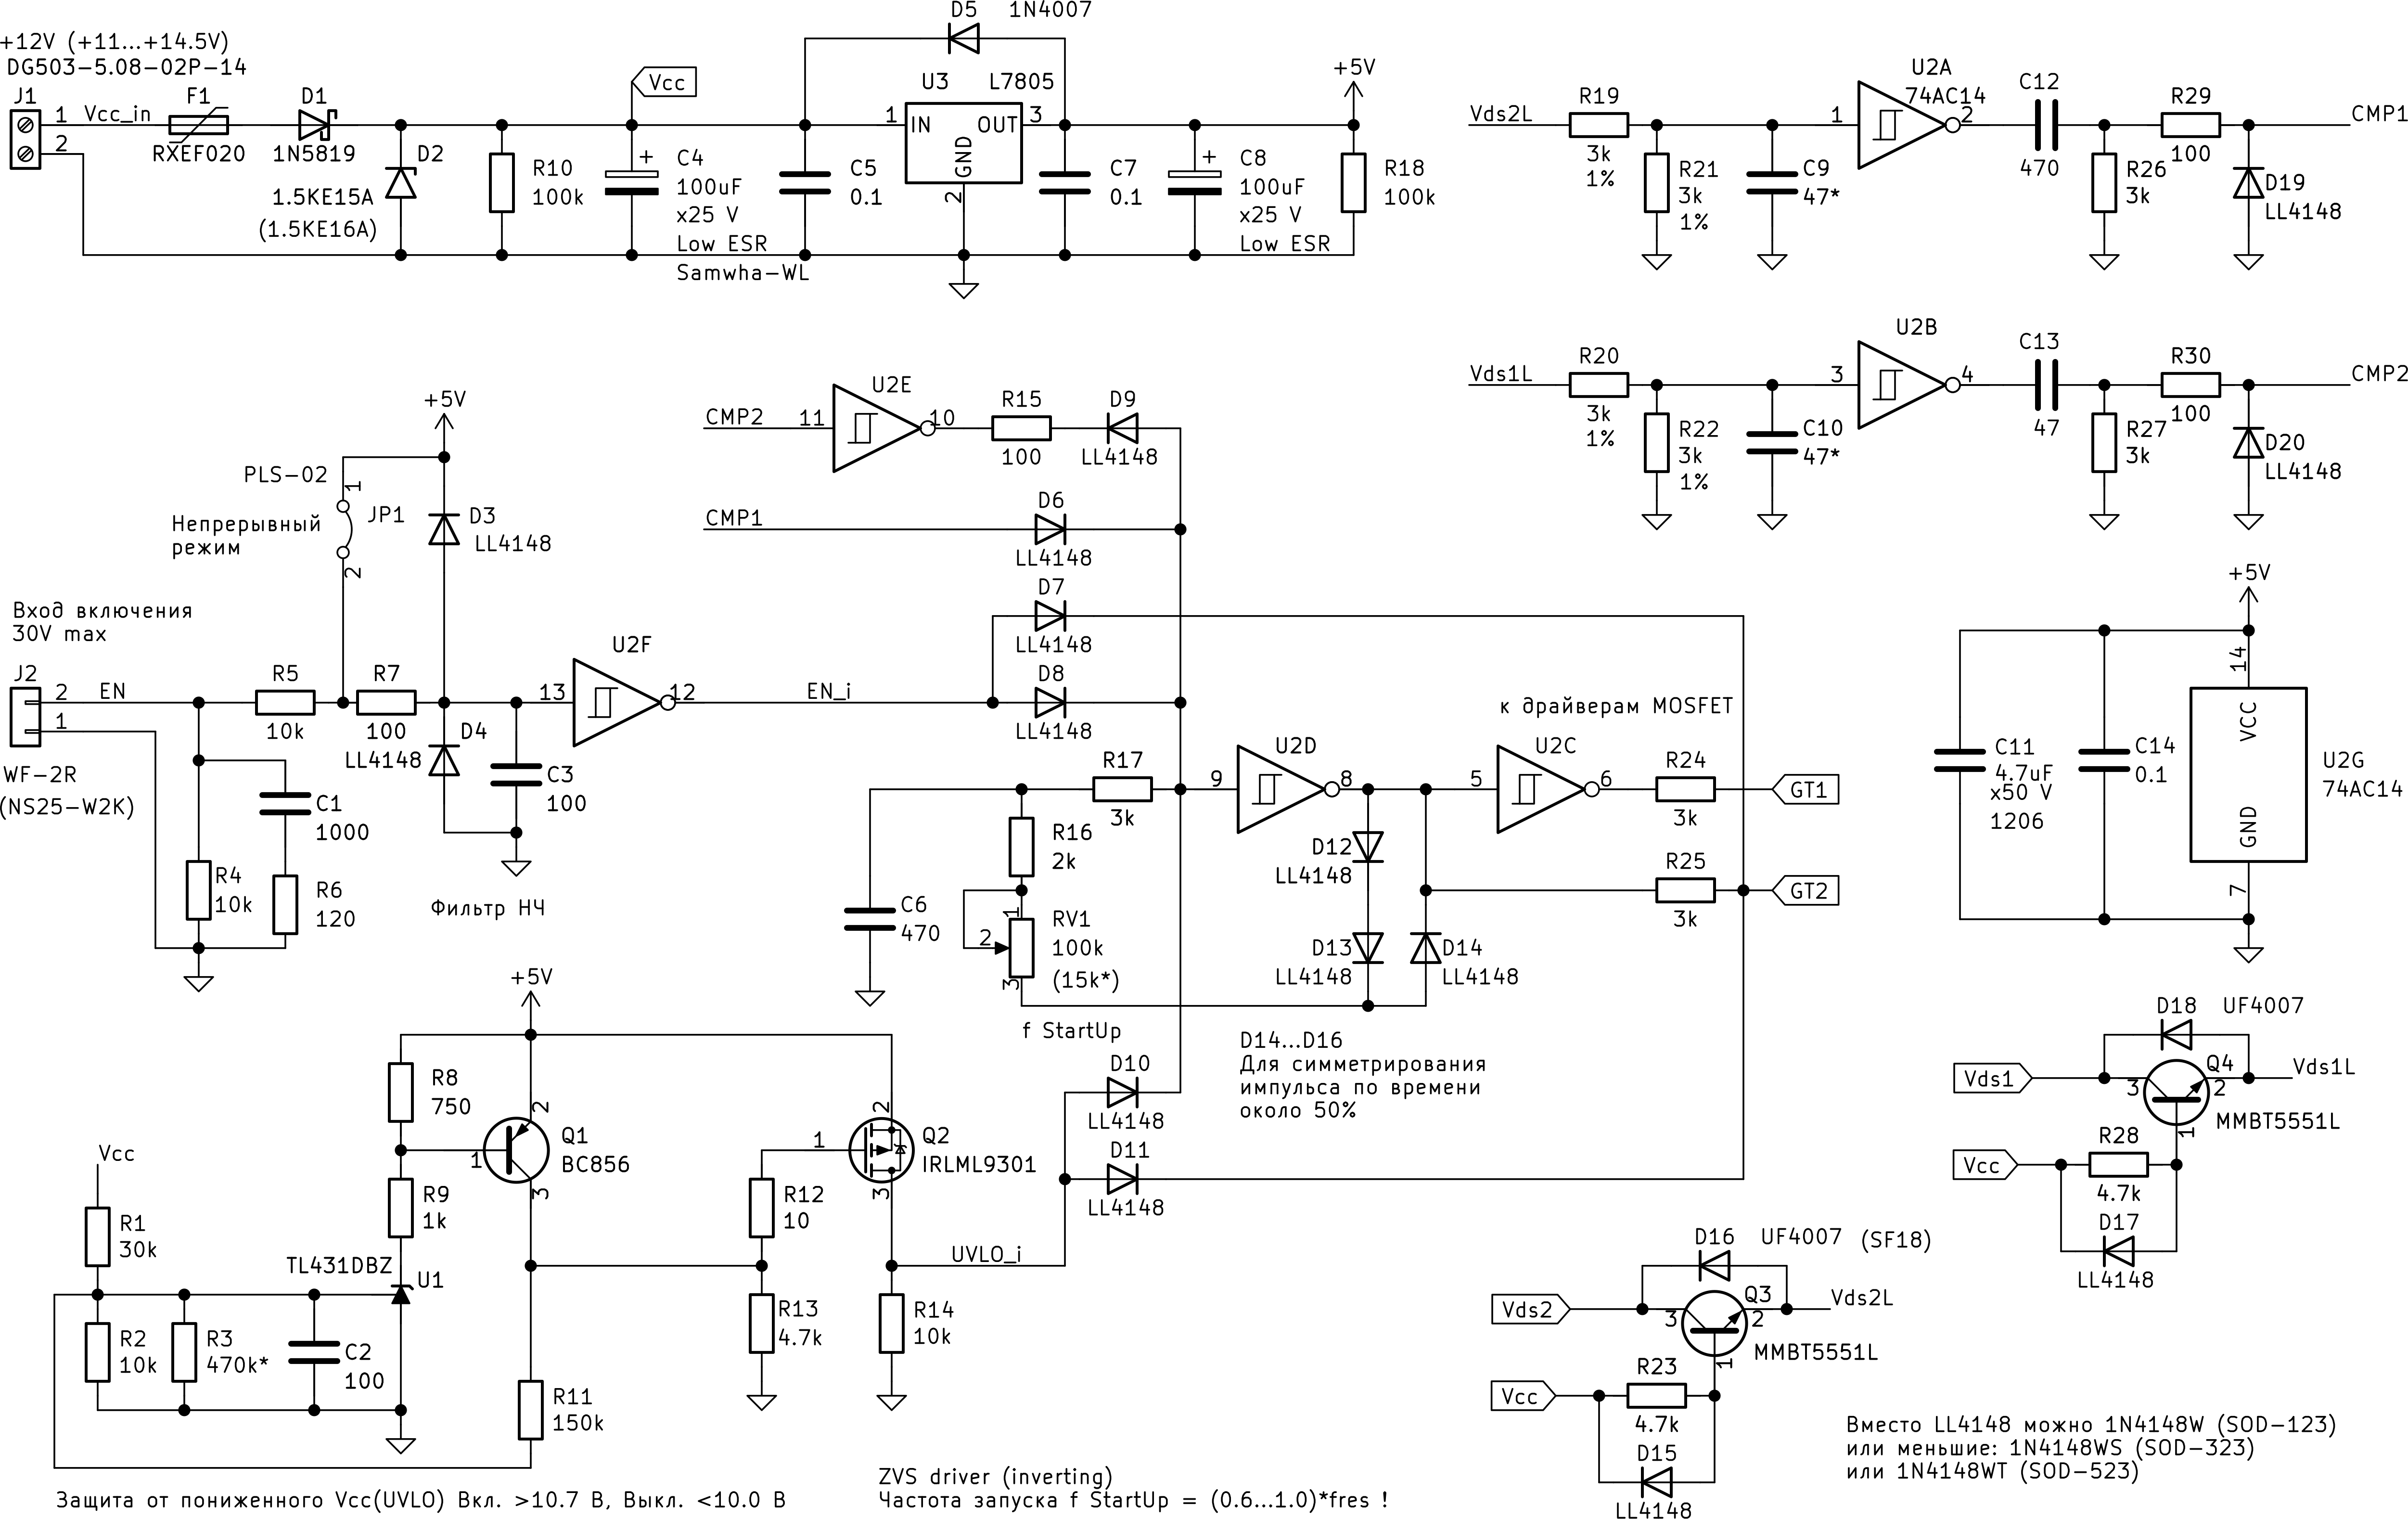 +12V (+11...+14.5V)
DG503-5.08-02P-14
J1
1
2
Vcc_in
F1
RXEF020
D1
1N5819
D2
1.5KE15A
(1.5KE16A)
R10
100k
Vcc
C4
100uF
x25 V
Low ESR
Samwha-WL
+
D5 1N4007
U3 L7805
1
IN
OUT
3
GND
2
C5
0.1
C7
0.1
+
C8
100uF
x25 V
Low ESR
+5V
R18
100k
Vds2L
R19
3k
1%
R21
3k
1%
C9
47*
U2A
74AC14
1
2
C12
470
R26
3k
R29
100
D19
LL4148
CMP1
Vds1L
R20
3k
1%
R22
3k
1%
C10
47*
U2B
3
4
C13
47
R27
3k
R30
100
D20
LL4148
CMP2
+5V
PLS-02
1
JP1
2
Непрерывный
режим
D3
LL4148
Вход включения
30V max
J2
2
1
EN
WF-2R
(NS25-W2K)
R5
10k
R7
100
R4
10k
C1
1000
R6
120
D4
LL4148
C3
100
Фильтр НЧ
U2F
13
12
EN_i
CMP2
U2E
11
10
R15
100
D9
LL4148
CMP1
D6
LL4148
D7
LL4148
D8
LL4148
R17
3k
R16
2k
C6
470
1
2
3
RV1
100k
(15k*)
f StartUp
U2D
9
8
D12
LL4148
D13
LL4148
D14
LL4148
к драйверам MOSFET
U2C
5
6
R24
3k
GT1
R25
3k
GT2
D14...D16
Для симметрирования
импульса по времени
около 50%
+5V
14
VCC
GND
7
U2G
74AC14
C11
4.7uF
x50 V
1206
C14
0.1
+5V
R8
750
R9
1k
Q1
BC856
1
2
3
Vcc
R1
30k
R2
10k
R3
470k*
C2
100
TL431DBZ
U1
R11
150k
R12
10
R13
4.7k
Q2
IRLML9301
1
2
3
R14
10k
UVLO_i
D10
LL4148
D11
LL4148
D18 UF4007
Vds1
Q4
3
2
1
Vds1L
MMBT5551L
Vcc
R28
4.7k
D17
LL4148
D16 UF4007 (SF18)
Vds2
Q3
3
2
1
Vds2L
MMBT5551L
Vcc
R23
4.7k
D15
LL4148
Вместо LL4148 можно 1N4148W (SOD-123)
или меньшие: 1N4148WS (SOD-323)
или 1N4148WT (SOD-523)
Защита от пониженного Vcc(UVLO) Вкл. >10.7 В, Выкл. <10.0 В
ZVS driver (inverting)
Частота запуска f StartUp = (0.6...1.0)*fres !